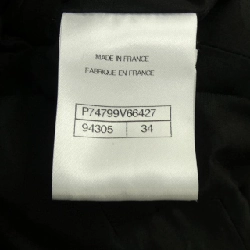 MADE IN FRANCE
FABRIQUE EN FRANCE
P74799V66427
94305 34